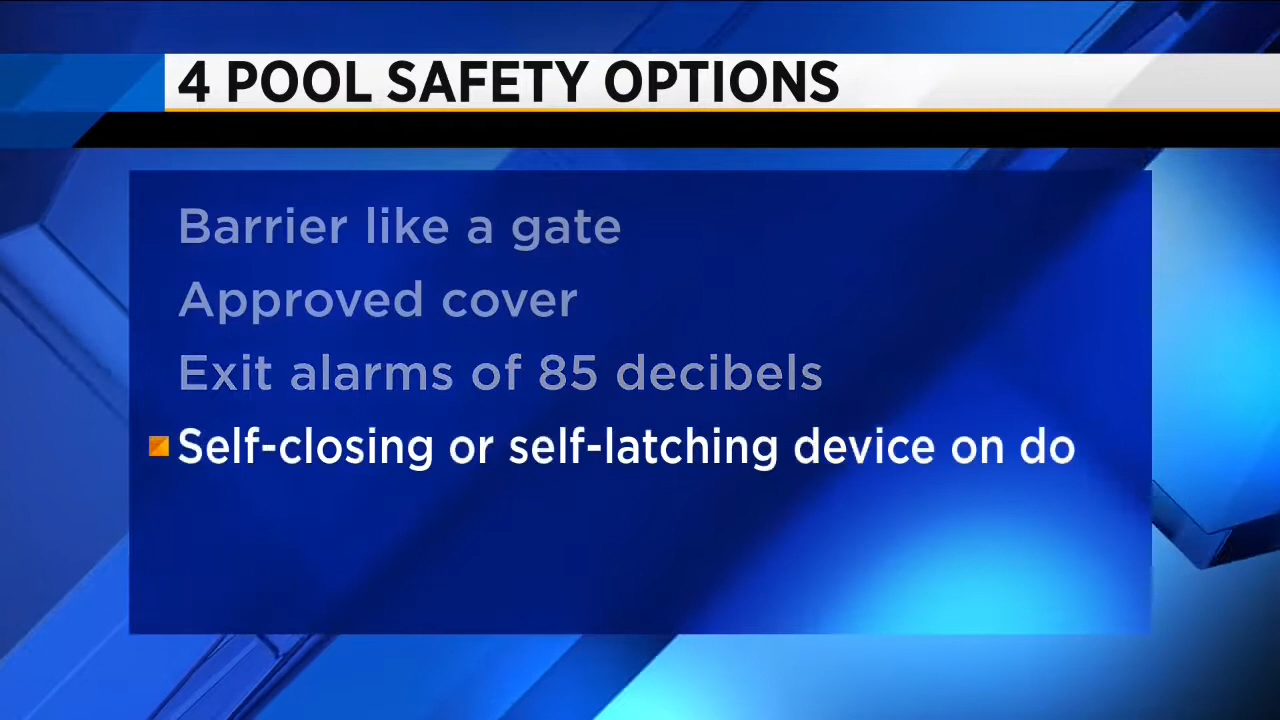 4 POOL SAFETY OPTIONS
Barrier like a gate
Approved cover
Exit alarms of 85 decibels
Self-closing or self-latching device on do